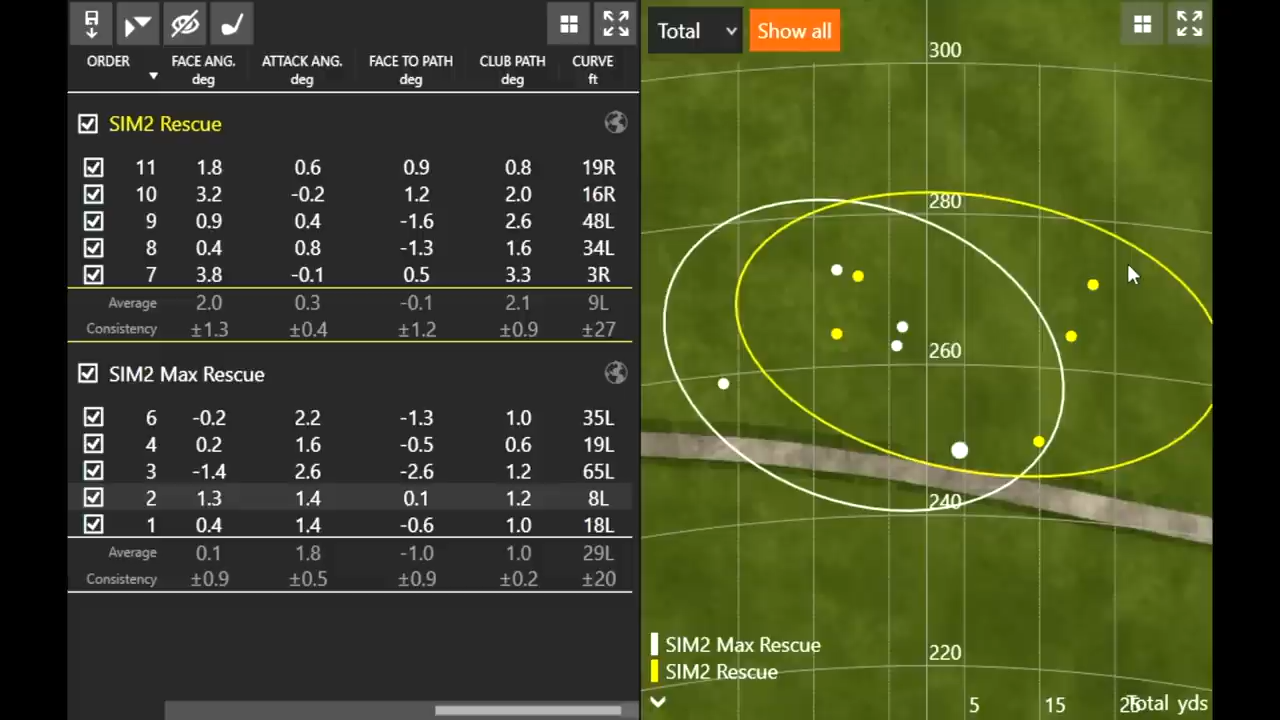 ORDER FACE ANG. ATTACK ANG. FACE TO PATH CLUB PATH CURVE
deg deg deg deg ft
SIM2 Rescue
11 1.8 0.6 0.9 0.8 19R
10 3.2 -0.2 1.2 2.0 16R
9 0.9 0.4 -1.6 2.6 48L
8 0.4 0.8 -1.3 1.6 34L
7 3.8 -0.1 0.5 3.3 3R
Average 2.0 0.3 -0.1 2.1 9L
Consistency ±1.3 ±0.4 ±1.2 ±0.9 ±27
SIM2 Max Rescue
6 -0.2 2.2 -1.3 1.0 35L
4 0.2 1.6 -0.5 0.6 19L
3 -1.4 2.6 -2.6 1.2 65L
2 1.3 1.4 0.1 1.2 8L
1 0.4 1.4 -0.6 1.0 18L
Average 0.1 1.8 -1.0 1.0 29L
Consistency ±0.9 ±0.5 ±0.9 ±0.2 ±20
Total Show all
300
280
260
240
220
SIM2 Max Rescue
SIM2 Rescue
5 15 Total yds